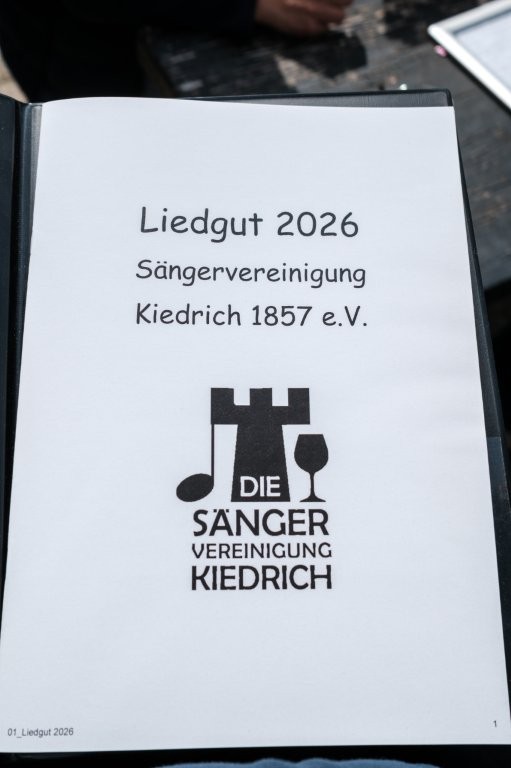 Liedgut 2026
Sängervereinigung
Kiedrich 1857 e.V.
DIE
SÄNGER
VEREINIGUNG
KIEDRICH
01_Liedgut 2026
1